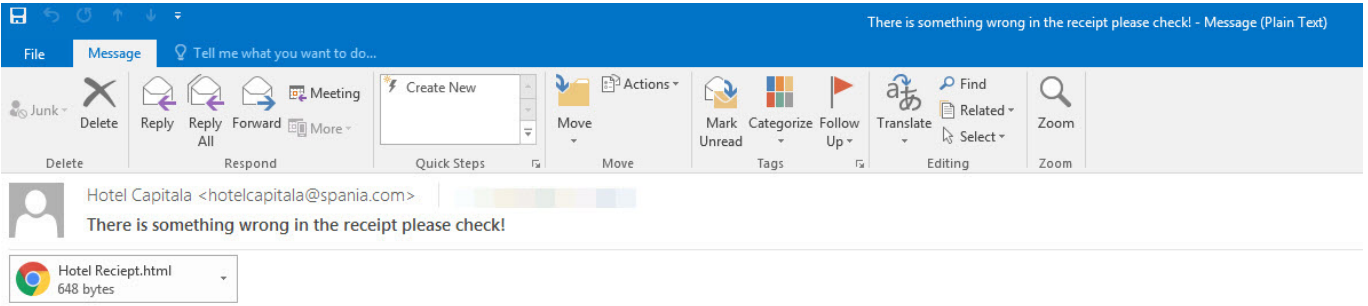 There is something wrong in the receipt please check! - Message (Plain Text)
File Message Tell me what you want to do...
Junk Delete Reply Reply All Forward Meeting More Create New Move Actions Mark Unread Categorize Follow Up Translate Find Related Select Zoom
Delete Respond Quick Steps Move Tags Editing Zoom
Hotel Capitala <hotelcapitala@spania.com>
There is something wrong in the receipt please check!
Hotel Reciept.html
648 bytes